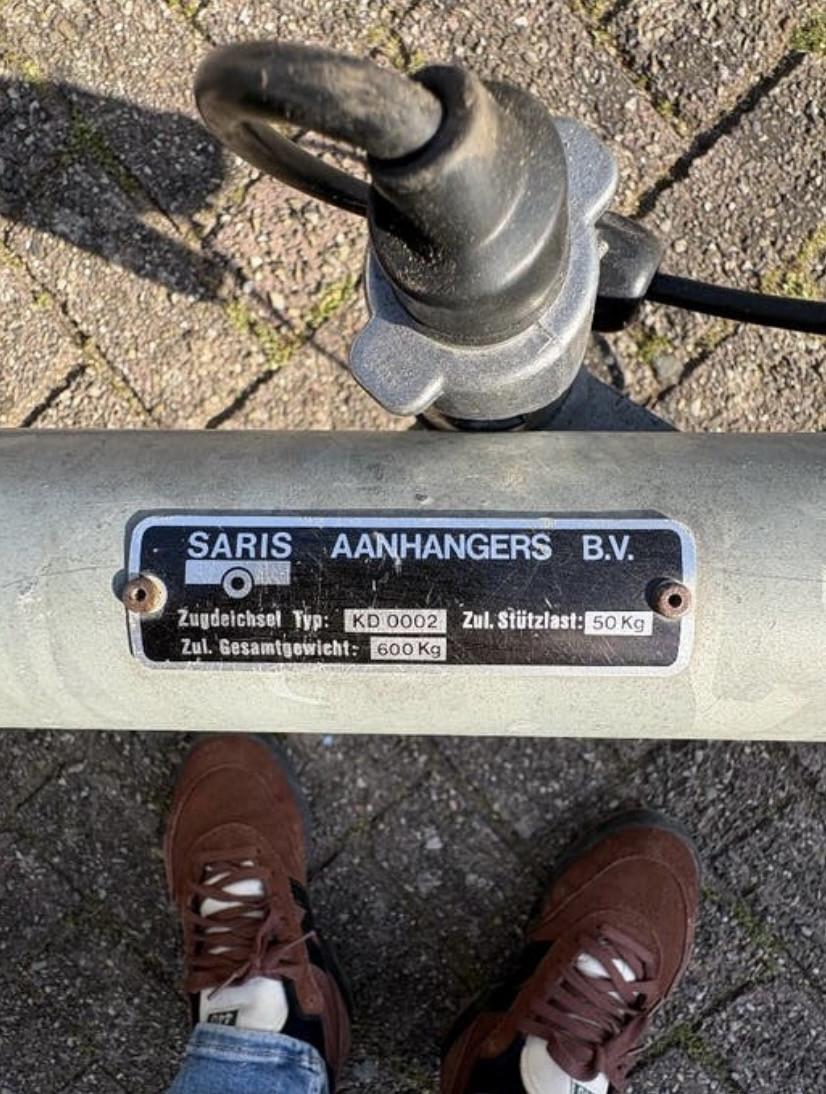 SARIS AANHANGERS B.V.
Zugdeichsel Typ: KD 0002 Zul. Stützlast: 50 Kg
Zul. Gesamtgewicht: 600 Kg